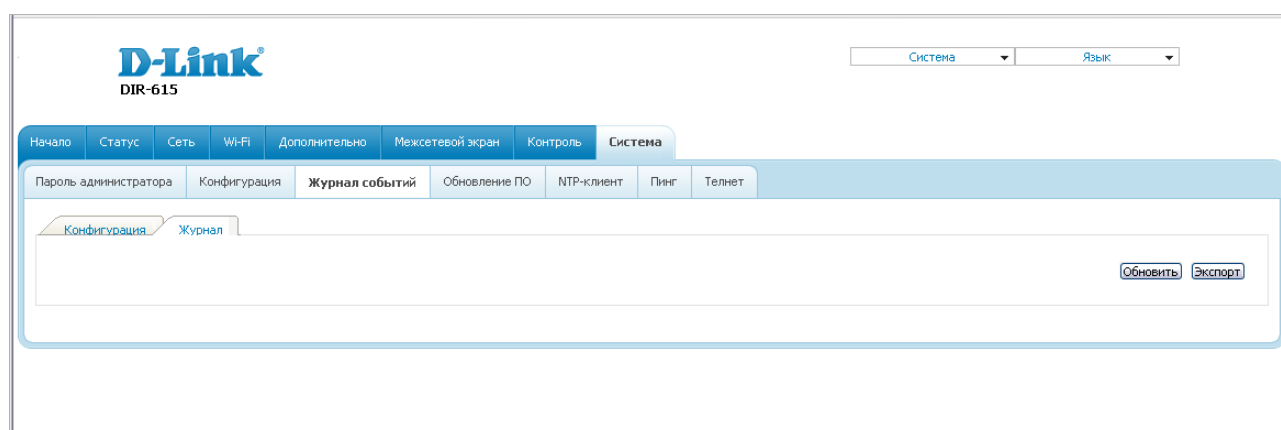 D-Link®
DIR-615
Система Язык
Начало Статус Сеть Wi-Fi Дополнительно Межсетевой экран Контроль Система
Пароль администратора Конфигурация Журнал событий Обновление ПО NTP-клиент Пинг Телнет
Конфигурация Журнал
Обновить Экспорт